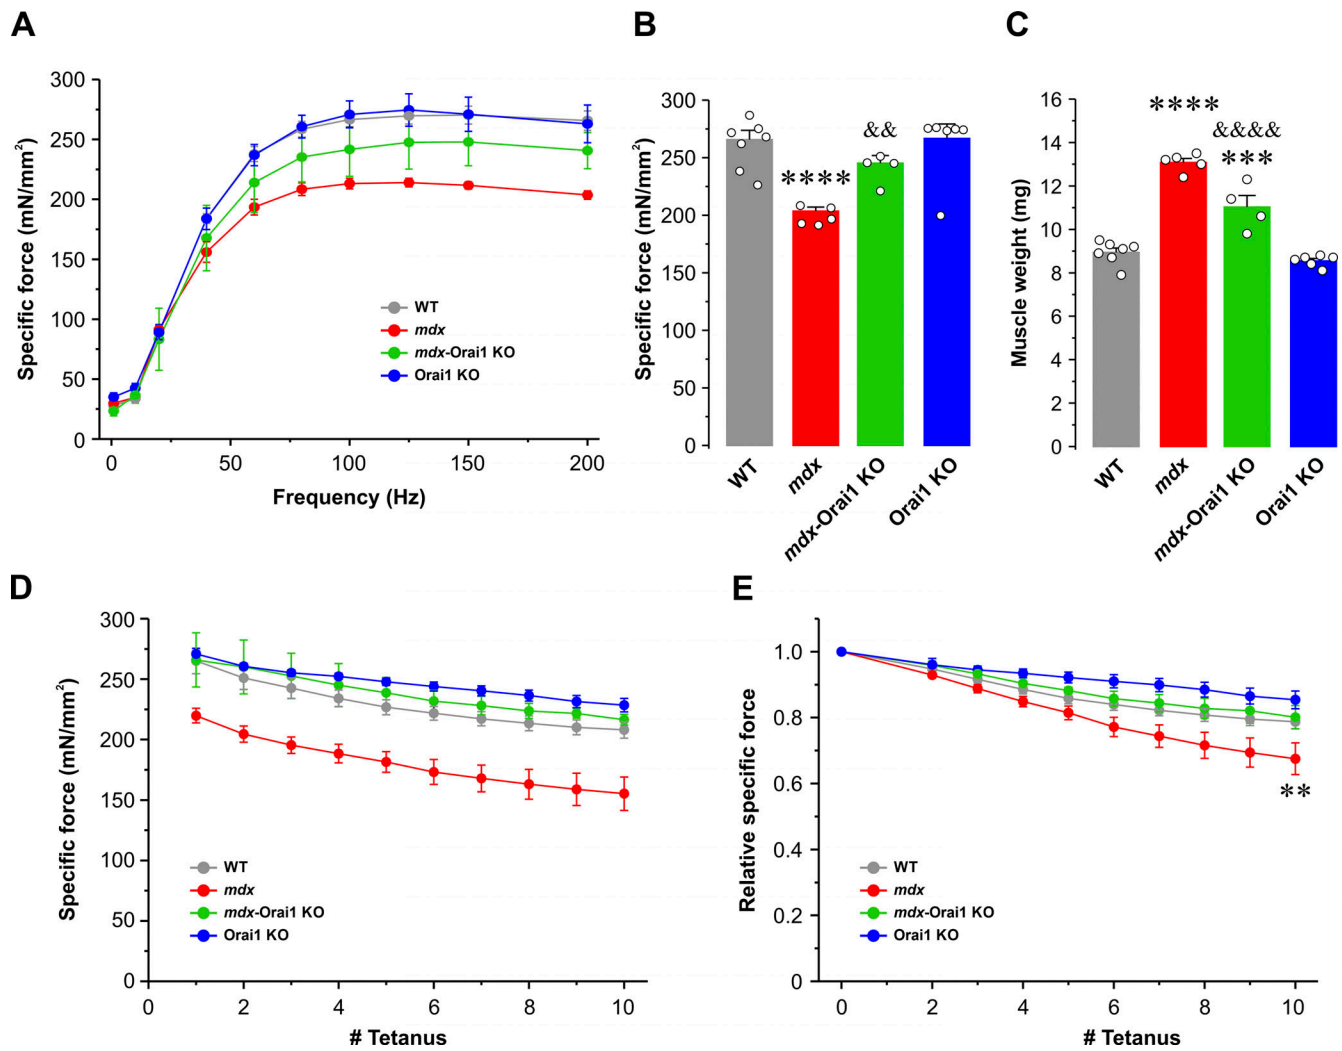 A
300
250
200
150
100
50
0
Specific force (mN/mm²)
0
50
100
150
200
Frequency (Hz)
WT
mdx
mdx-Orai1 KO
Orai1 KO
B
300
250
200
150
100
50
0
Specific force (mN/mm²)
****
&&
WT
mdx
mdx-Orai1 KO
Orai1 KO
C
16
14
12
10
8
6
4
2
0
Muscle weight (mg)
****
&&&&
***
WT
mdx
mdx-Orai1 KO
Orai1 KO
D
300
250
200
150
100
50
0
Specific force (mN/mm²)
0
2
4
6
8
10
# Tetanus
WT
mdx
mdx-Orai1 KO
Orai1 KO
E
1.0
0.8
0.6
0.4
0.2
0
Relative specific force
0
2
4
6
8
10
# Tetanus
**
WT
mdx
mdx-Orai1 KO
Orai1 KO